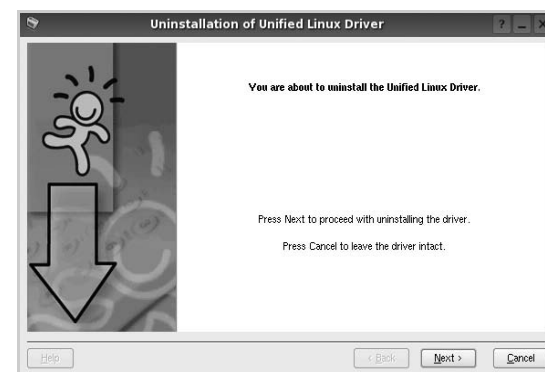 Uninstallation of Unified Linux Driver
You are about to uninstall the Unified Linux Driver.
Press Next to proceed with uninstalling the driver.
Press Cancel to leave the driver intact.
Help
< Back
Next >
Cancel